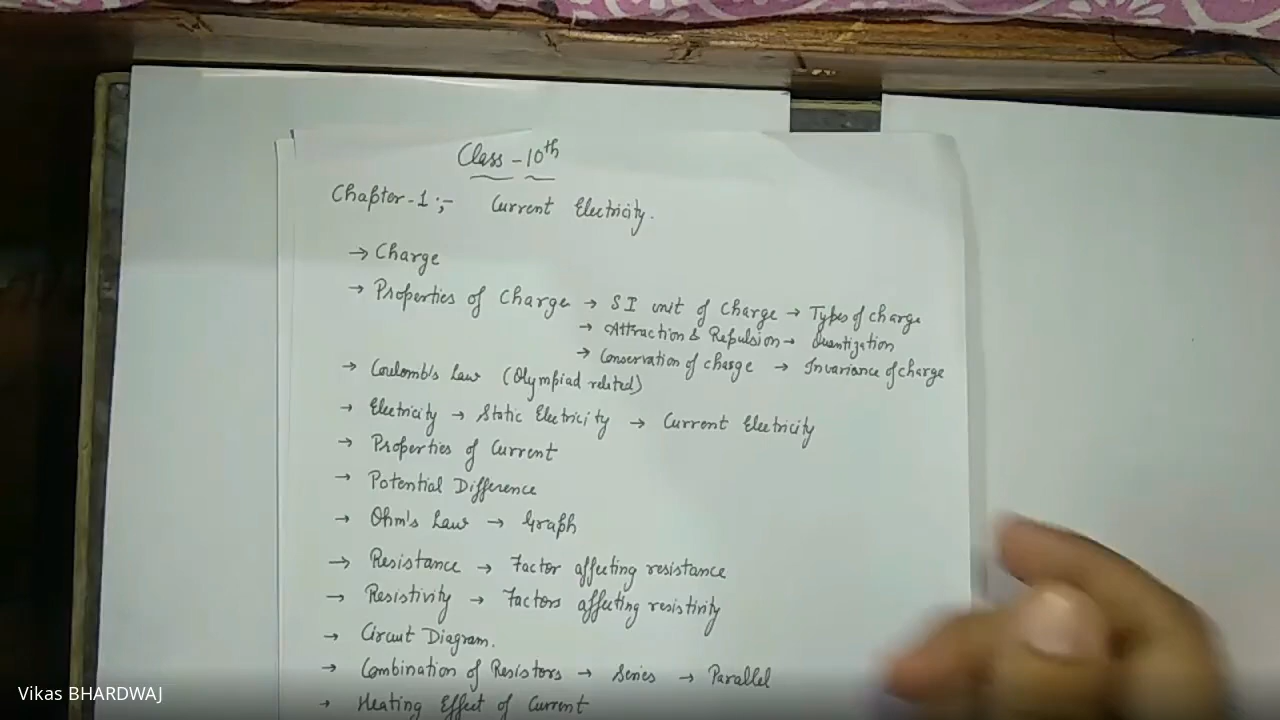 Class - 10th
Chapter - 1 :- Current Electricity.
→ Charge
→ Properties of Charge → SI unit of Charge → Types of charge
→ Attraction & Repulsion → Quantization
→ Conservation of charge → Invariance of charge
→ Coulomb's Law (Olympiad related)
→ Electricity → Static Electricity → Current Electricity
→ Properties of Current
→ Potential Difference
→ Ohm's Law → Graph
→ Resistance → Factor affecting resistance
→ Resistivity → Factors affecting resistivity
→ Circuit Diagram.
→ Combination of Resistors → Series → Parallel
→ Heating Effect of Current
Vikas BHARDWAJ